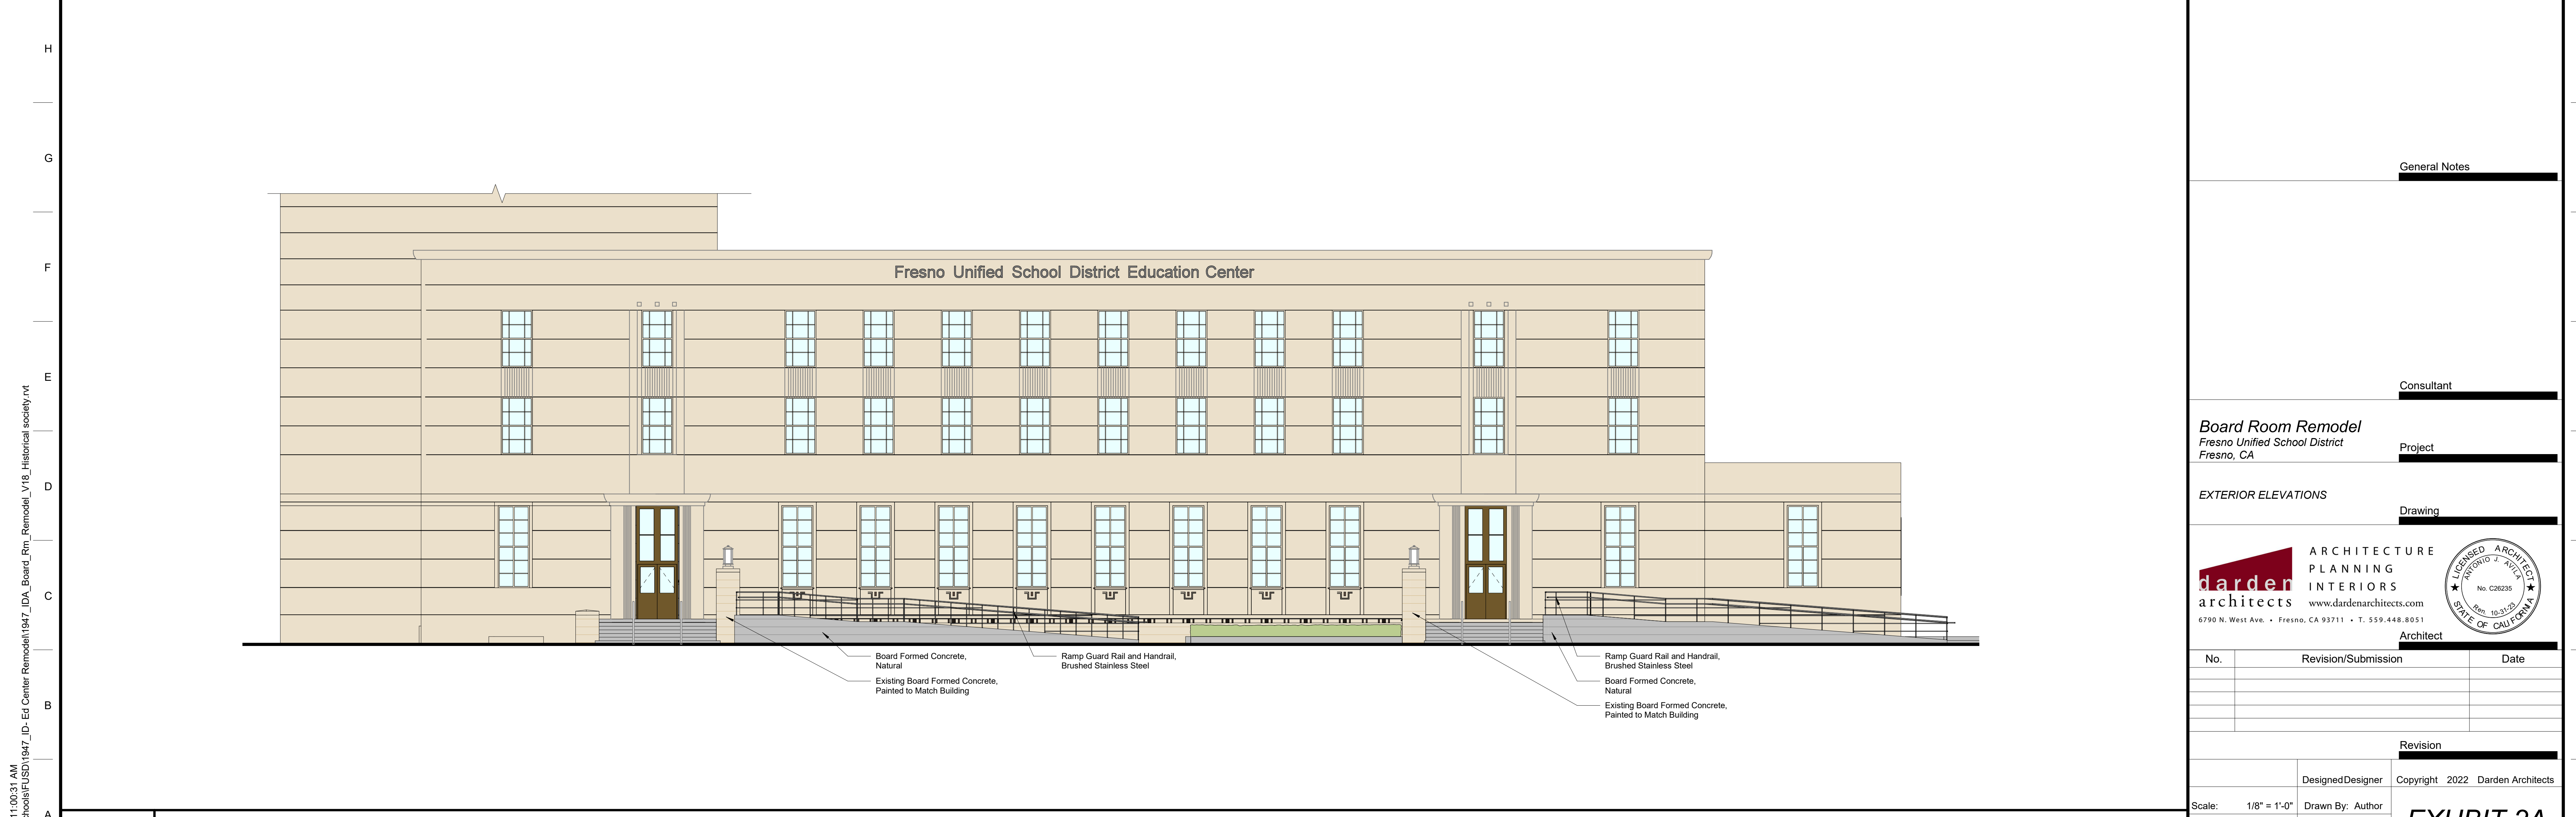 H
G
F
E
D
C
B
A
11:00:31 AM
chools\FUSD\1947_ID- Ed Center Remodel\1947_IDA_Board_Rm_Remodel_V18_Historical society.rvt
Fresno Unified School District Education Center
Board Formed Concrete,
Natural
Existing Board Formed Concrete,
Painted to Match Building
Ramp Guard Rail and Handrail,
Brushed Stainless Steel
Ramp Guard Rail and Handrail,
Brushed Stainless Steel
Board Formed Concrete,
Natural
Existing Board Formed Concrete,
Painted to Match Building
General Notes
Consultant
Board Room Remodel
Fresno Unified School District
Fresno, CA
Project
EXTERIOR ELEVATIONS
Drawing
darden
architects
ARCHITECTURE
PLANNING
INTERIORS
www.dardenarchitects.com
6790 N. West Ave. • Fresno, CA 93711 • T. 559.448.8051
LICENSED ARCHITECT
ANTONIO J. AVILA
No. C26235
Ren. 10-31-23
STATE OF CALIFORNIA
Architect
No. Revision/Submission Date
Revision
Designed Designer
Copyright 2022 Darden Architects
Scale: 1/8" = 1'-0"
Drawn By: Author
EXHIBIT 2A